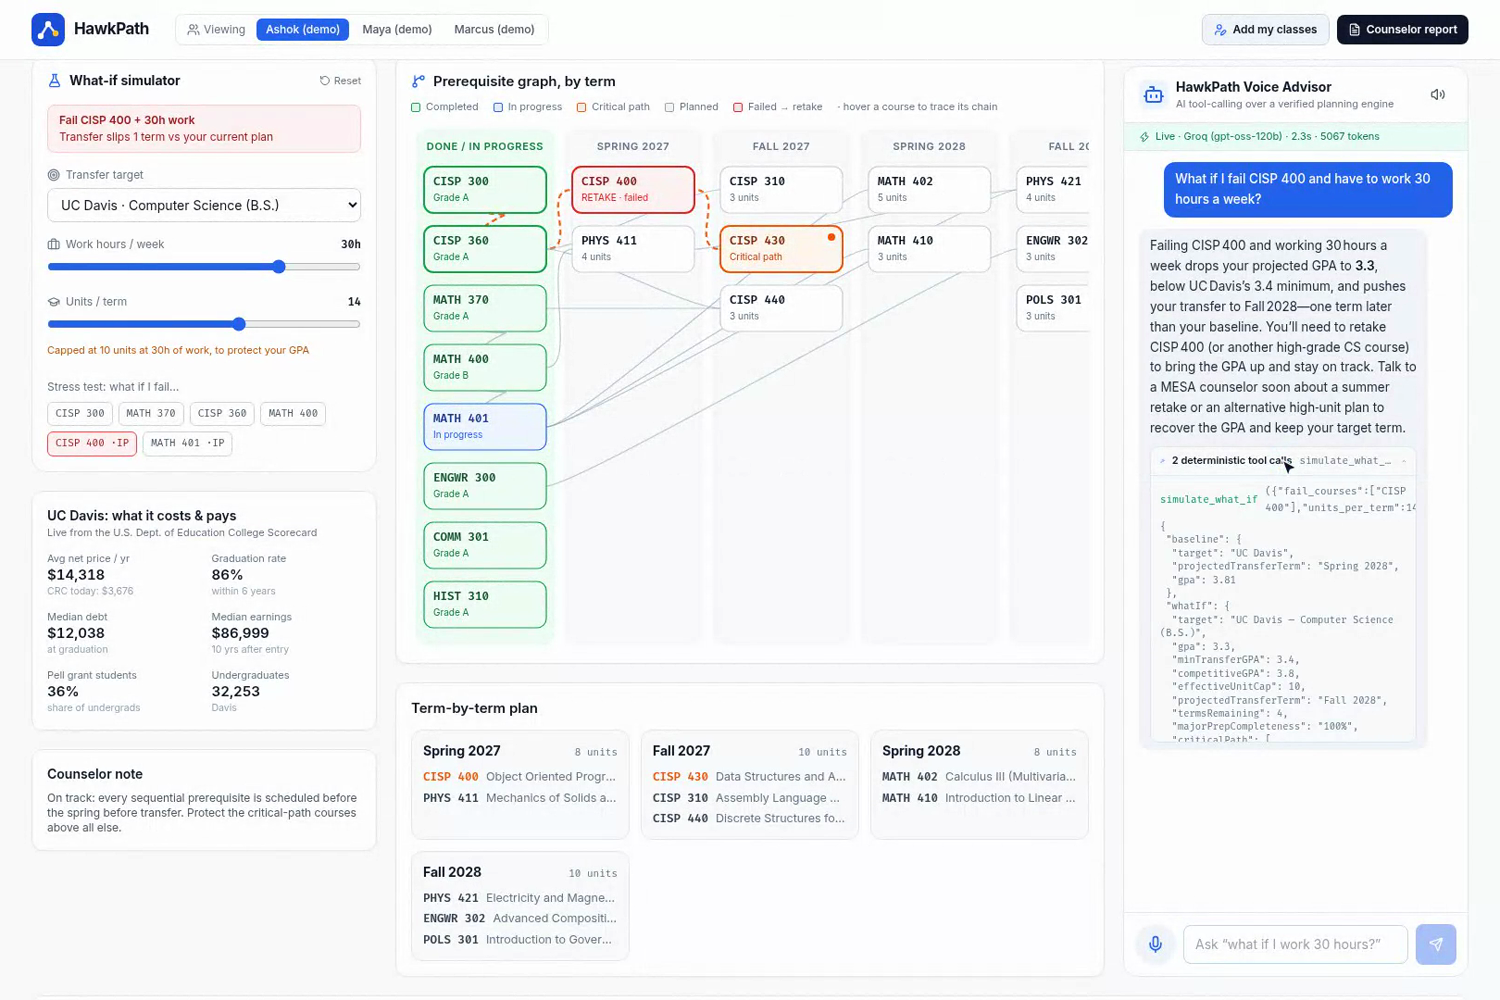 HawkPath
Viewing
Ashok (demo)
Maya (demo)
Marcus (demo)
Add my classes
Counselor report
What-if simulator
Reset
Fail CISP 400 + 30h work
Transfer slips 1 term vs your current plan
Transfer target
UC Davis · Computer Science (B.S.)
Work hours / week
30h
Units / term
14
Capped at 10 units at 30h of work, to protect your GPA
Stress test: what if I fail...
CISP 300
MATH 370
CISP 360
MATH 400
CISP 400 ·IP
MATH 401 ·IP
UC Davis: what it costs & pays
Live from the U.S. Dept. of Education College Scorecard
Avg net price / yr
$14,318
CRC today: $3,676
Graduation rate
86%
within 6 years
Median debt
$12,038
at graduation
Median earnings
$86,999
10 yrs after entry
Pell grant students
36%
share of undergrads
Undergraduates
32,253
Davis
Counselor note
On track: every sequential prerequisite is scheduled before
the spring before transfer. Protect the critical-path courses
above all else.
Prerequisite graph, by term
Completed
In progress
Critical path
Planned
Failed → retake
· hover a course to trace its chain
DONE / IN PROGRESS
CISP 300
Grade A
CISP 360
Grade A
MATH 370
Grade A
MATH 400
Grade B
MATH 401
In progress
ENGWR 300
Grade A
COMM 301
Grade A
HIST 310
Grade A
SPRING 2027
CISP 400
RETAKE · failed
PHYS 411
4 units
FALL 2027
CISP 310
3 units
CISP 430
Critical path
CISP 440
3 units
SPRING 2028
MATH 402
5 units
MATH 410
3 units
FALL 20
PHYS 421
4 units
ENGWR 302
3 units
POLS 301
3 units
Term-by-term plan
Spring 2027
8 units
CISP 400 Object Oriented Progr...
PHYS 411 Mechanics of Solids a...
Fall 2027
10 units
CISP 430 Data Structures and A...
CISP 310 Assembly Language ...
CISP 440 Discrete Structures fo...
Spring 2028
8 units
MATH 402 Calculus III (Multivaria...
MATH 410 Introduction to Linear ...
Fall 2028
10 units
PHYS 421 Electricity and Magne...
ENGWR 302 Advanced Compositi...
POLS 301 Introduction to Gover...
HawkPath Voice Advisor
AI tool-calling over a verified planning engine
Live · Groq (gpt-oss-120b) · 2.3s · 5067 tokens
What if I fail CISP 400 and have to work 30
hours a week?
Failing CISP 400 and working 30 hours a
week drops your projected GPA to 3.3,
below UC Davis's 3.4 minimum, and pushes
your transfer to Fall 2028—one term later
than your baseline. You'll need to retake
CISP 400 (or another high-grade CS course)
to bring the GPA up and stay on track. Talk to
a MESA counselor soon about a summer
retake or an alternative high-unit plan to
recover the GPA and keep your target term.
2 deterministic tool calls simulate_what_...
simulate_what_if ({"fail_courses":["CISP
400"],"units_per_term":14
{
"baseline": {
"target": "UC Davis",
"projectedTransferTerm": "Spring 2028",
"gpa": 3.81
},
"whatIf": {
"target": "UC Davis — Computer Science
(B.S.)",
"gpa": 3.3,
"minTransferGPA": 3.4,
"competitiveGPA": 3.8,
"effectiveUnitCap": 10,
"projectedTransferTerm": "Fall 2028",
"termsRemaining": 4,
"majorPrepCompleteness": "100%",
"criticalPath": [
Ask “what if I work 30 hours?”